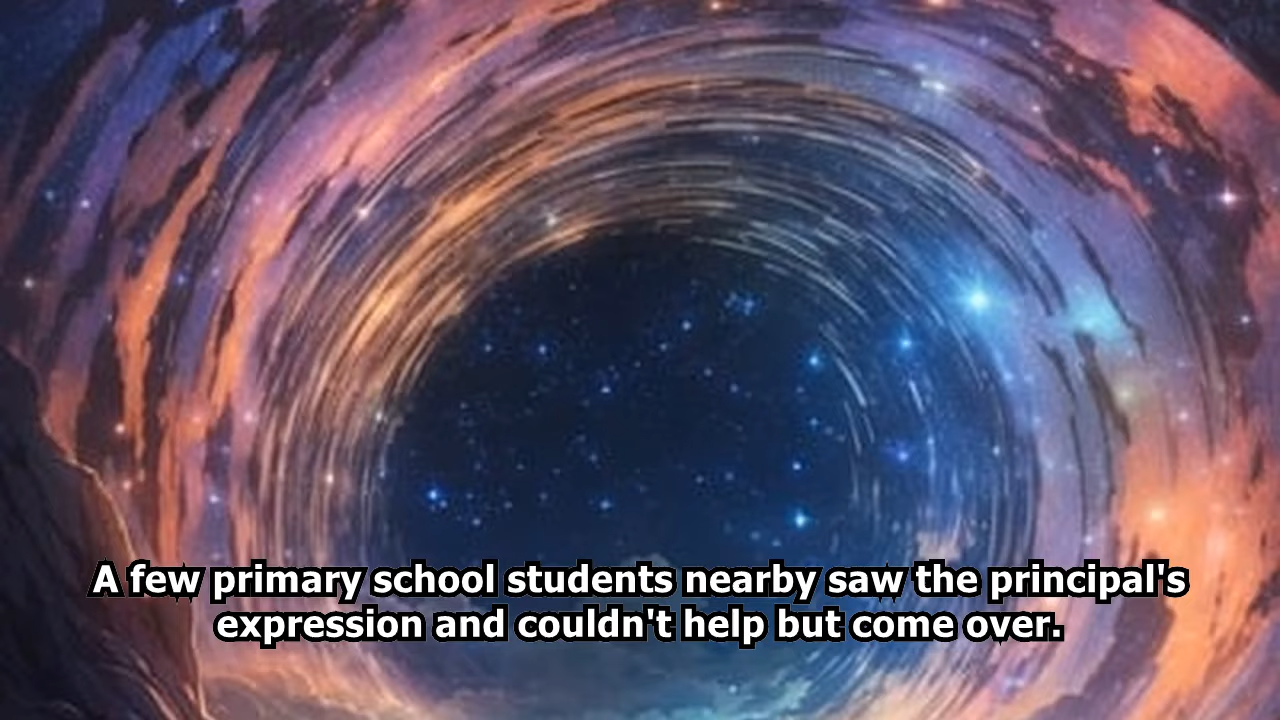 A few primary school students nearby saw the principal's
expression and couldn't help but come over.